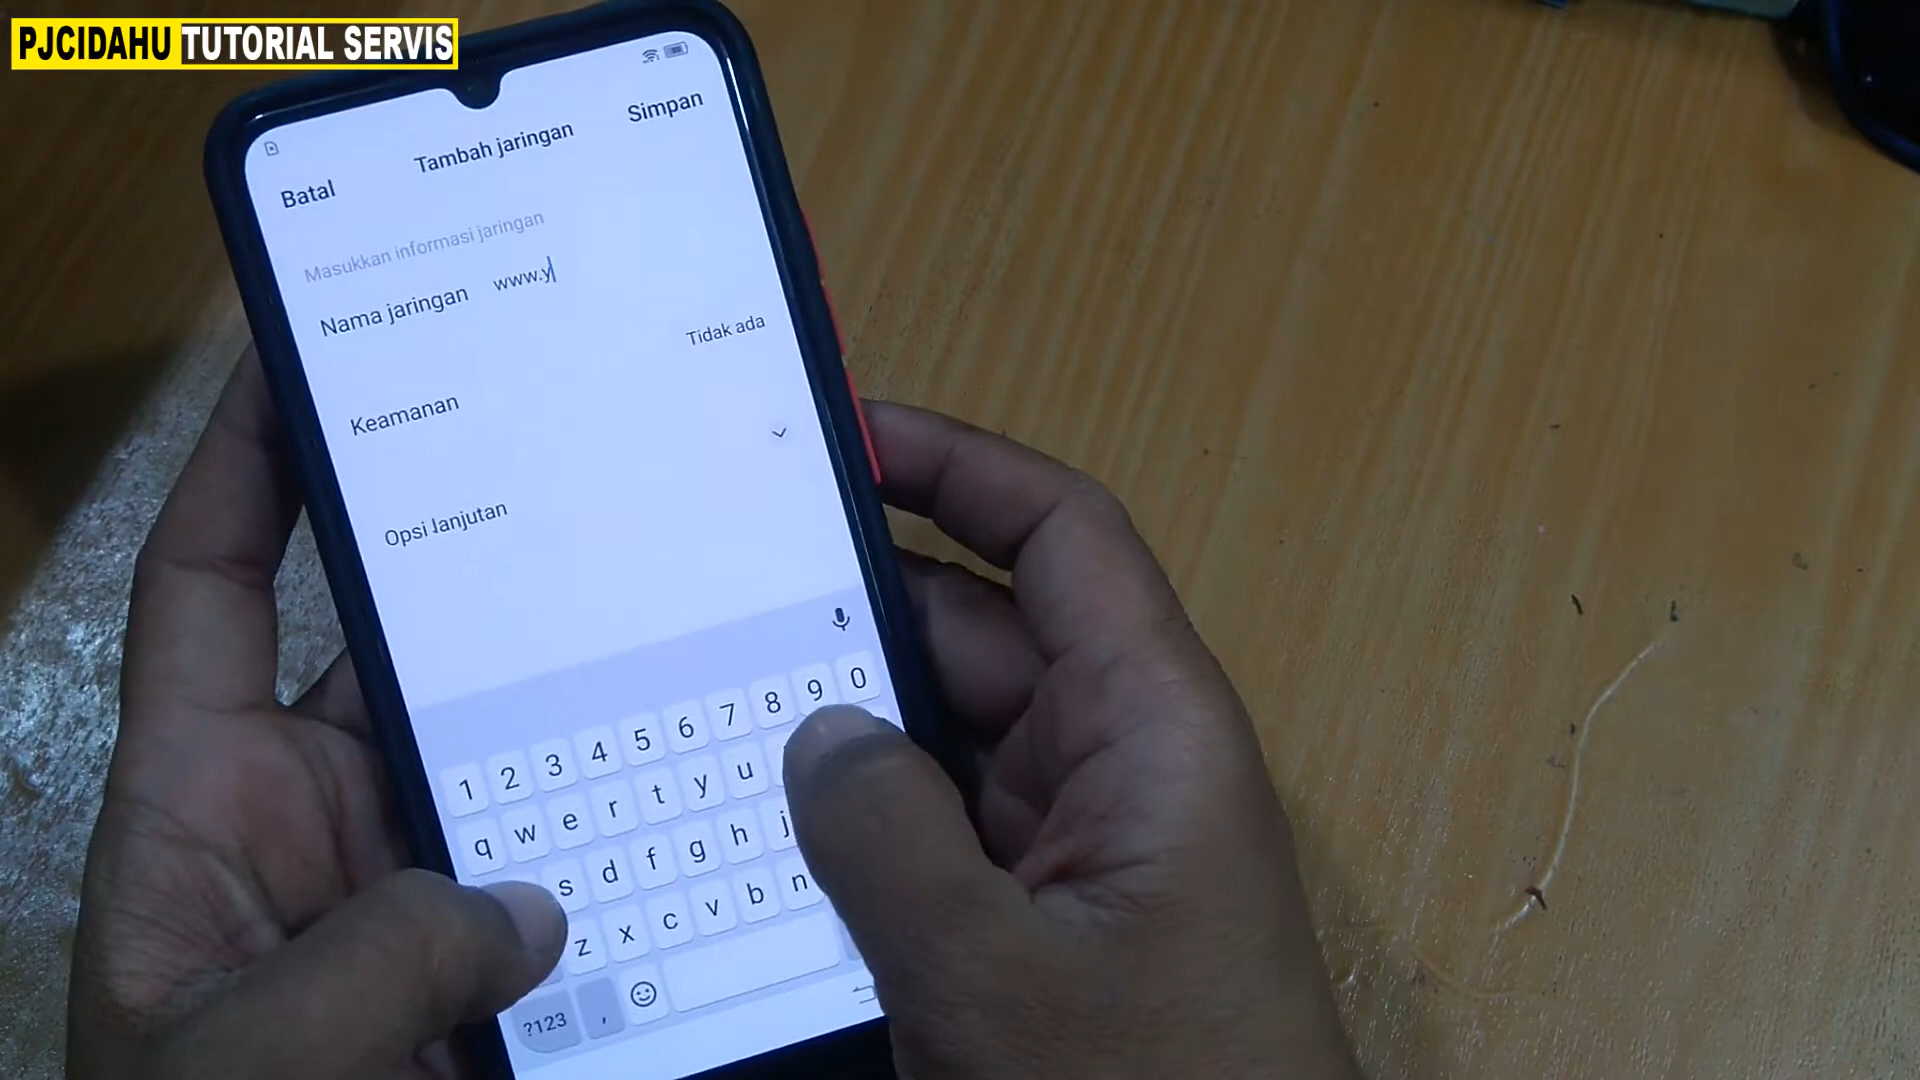 PJCIDAHU TUTORIAL SERVIS
Batal Tambah jaringan Simpan
Masukkan informasi jaringan
Nama jaringan www.y
Keamanan Tidak ada
Opsi lanjutan
1 2 3 4 5 6 7 8 9 0
q w e r t y u
s d f g h j
z x c v b n
?123 ,